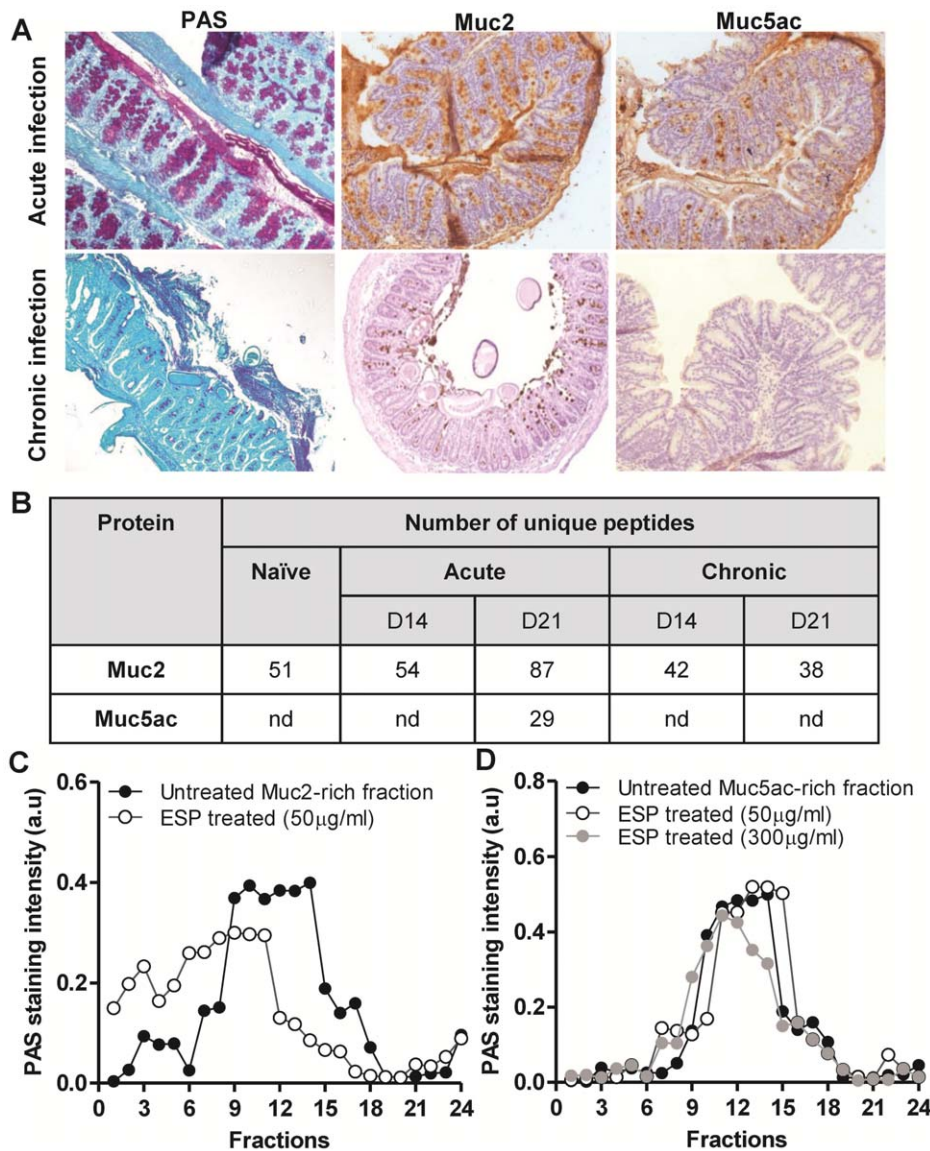 A
PAS
Muc2
Muc5ac
Acute infection
Chronic infection
B
Protein
Number of unique peptides
Naïve
Acute
Chronic
D14
D21
D14
D21
Muc2
51
54
87
42
38
Muc5ac
nd
nd
29
nd
nd
C
PAS staining intensity (a.u)
0.6
0.4
0.2
0.0
Untreated Muc2-rich fraction
ESP treated (50μg/ml)
0 3 6 9 12 15 18 21 24
Fractions
D
PAS staining intensity (a.u)
0.8
0.6
0.4
0.2
0.0
Untreated Muc5ac-rich fraction
ESP treated (50μg/ml)
ESP treated (300μg/ml)
0 3 6 9 12 15 18 21 24
Fractions